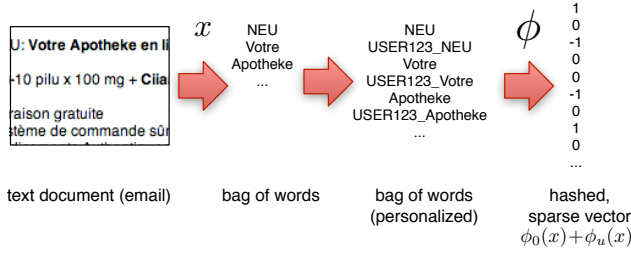 U: Votre Apotheke en li
-10 pilu x 100 mg + Ciia
raison gratuite
stème de commande sûr
x
NEU
Votre
Apotheke
...
NEU
USER123_NEU
Votre
USER123_Votre
Apotheke
USER123_Apotheke
...
ϕ
1
0
-1
0
0
-1
0
1
0
...
text document (email)
bag of words
bag of words
(personalized)
hashed,
sparse vector
ϕ₀(x)+ϕᵤ(x)